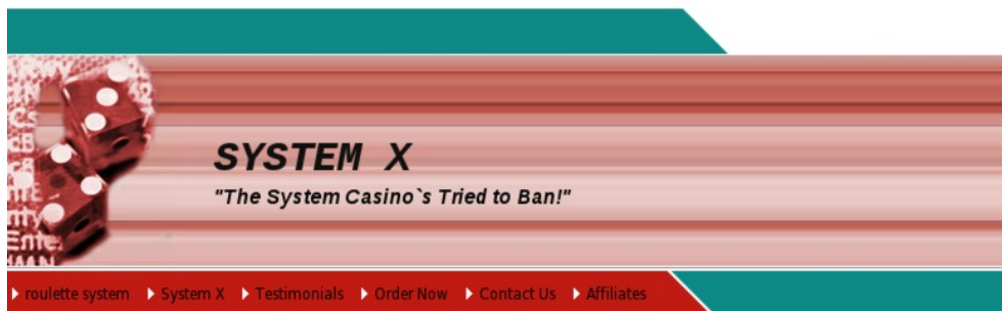 SYSTEM X
"The System Casino`s Tried to Ban!"
roulette system System X Testimonials Order Now Contact Us Affiliates